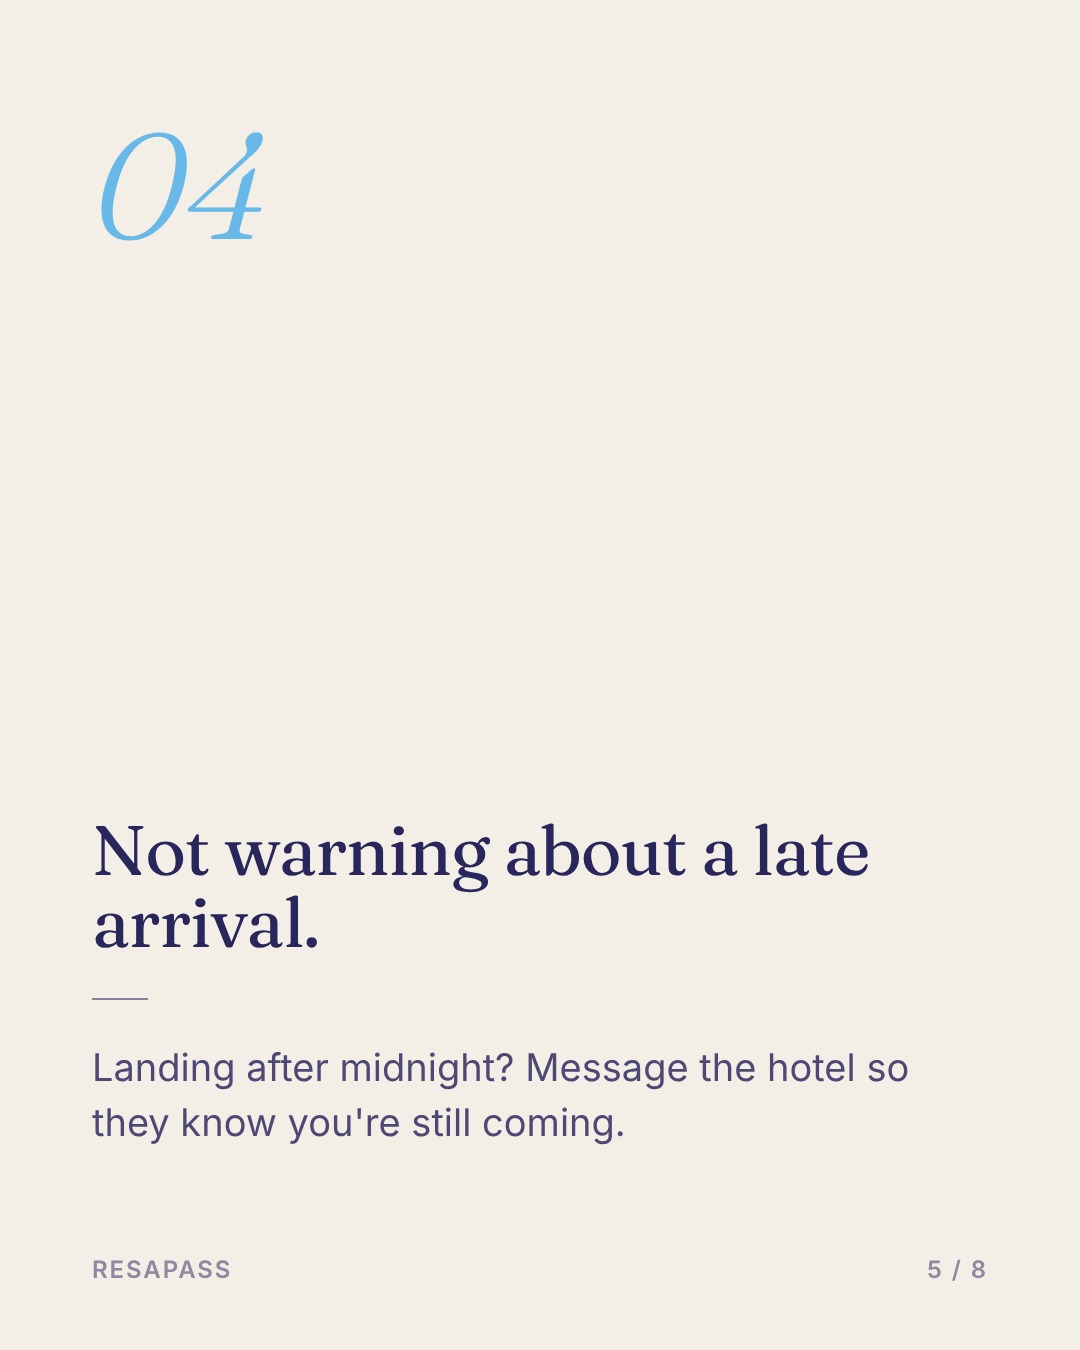 04
Not warning about a late
arrival.
Landing after midnight? Message the hotel so
they know you're still coming.
RESAPASS
5 / 8